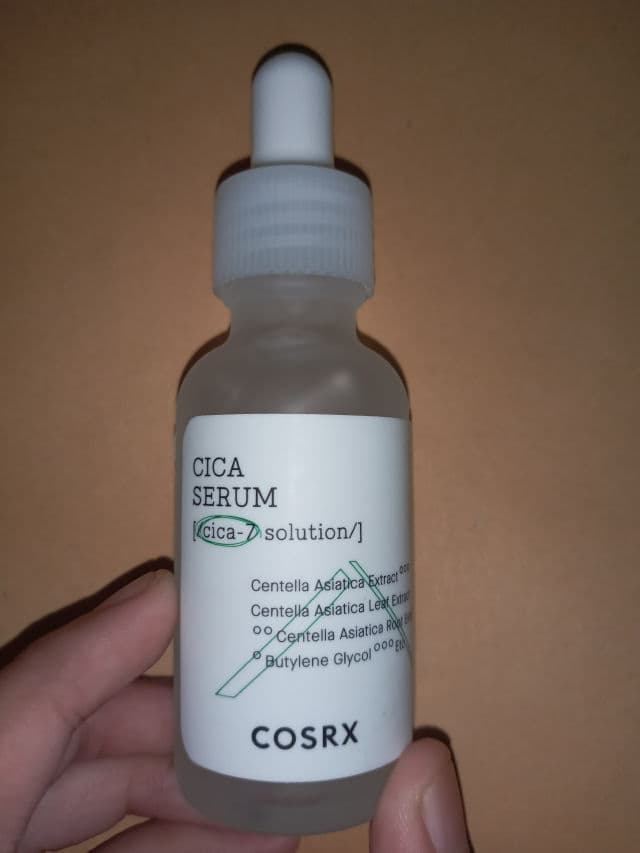 CICA
SERUM
[/cica-7 solution/]
Centella Asiatica Extract°°°
Centella Asiatica Leaf Extract
°° Centella Asiatica Root
° Butylene Glycol °°°
COSRX